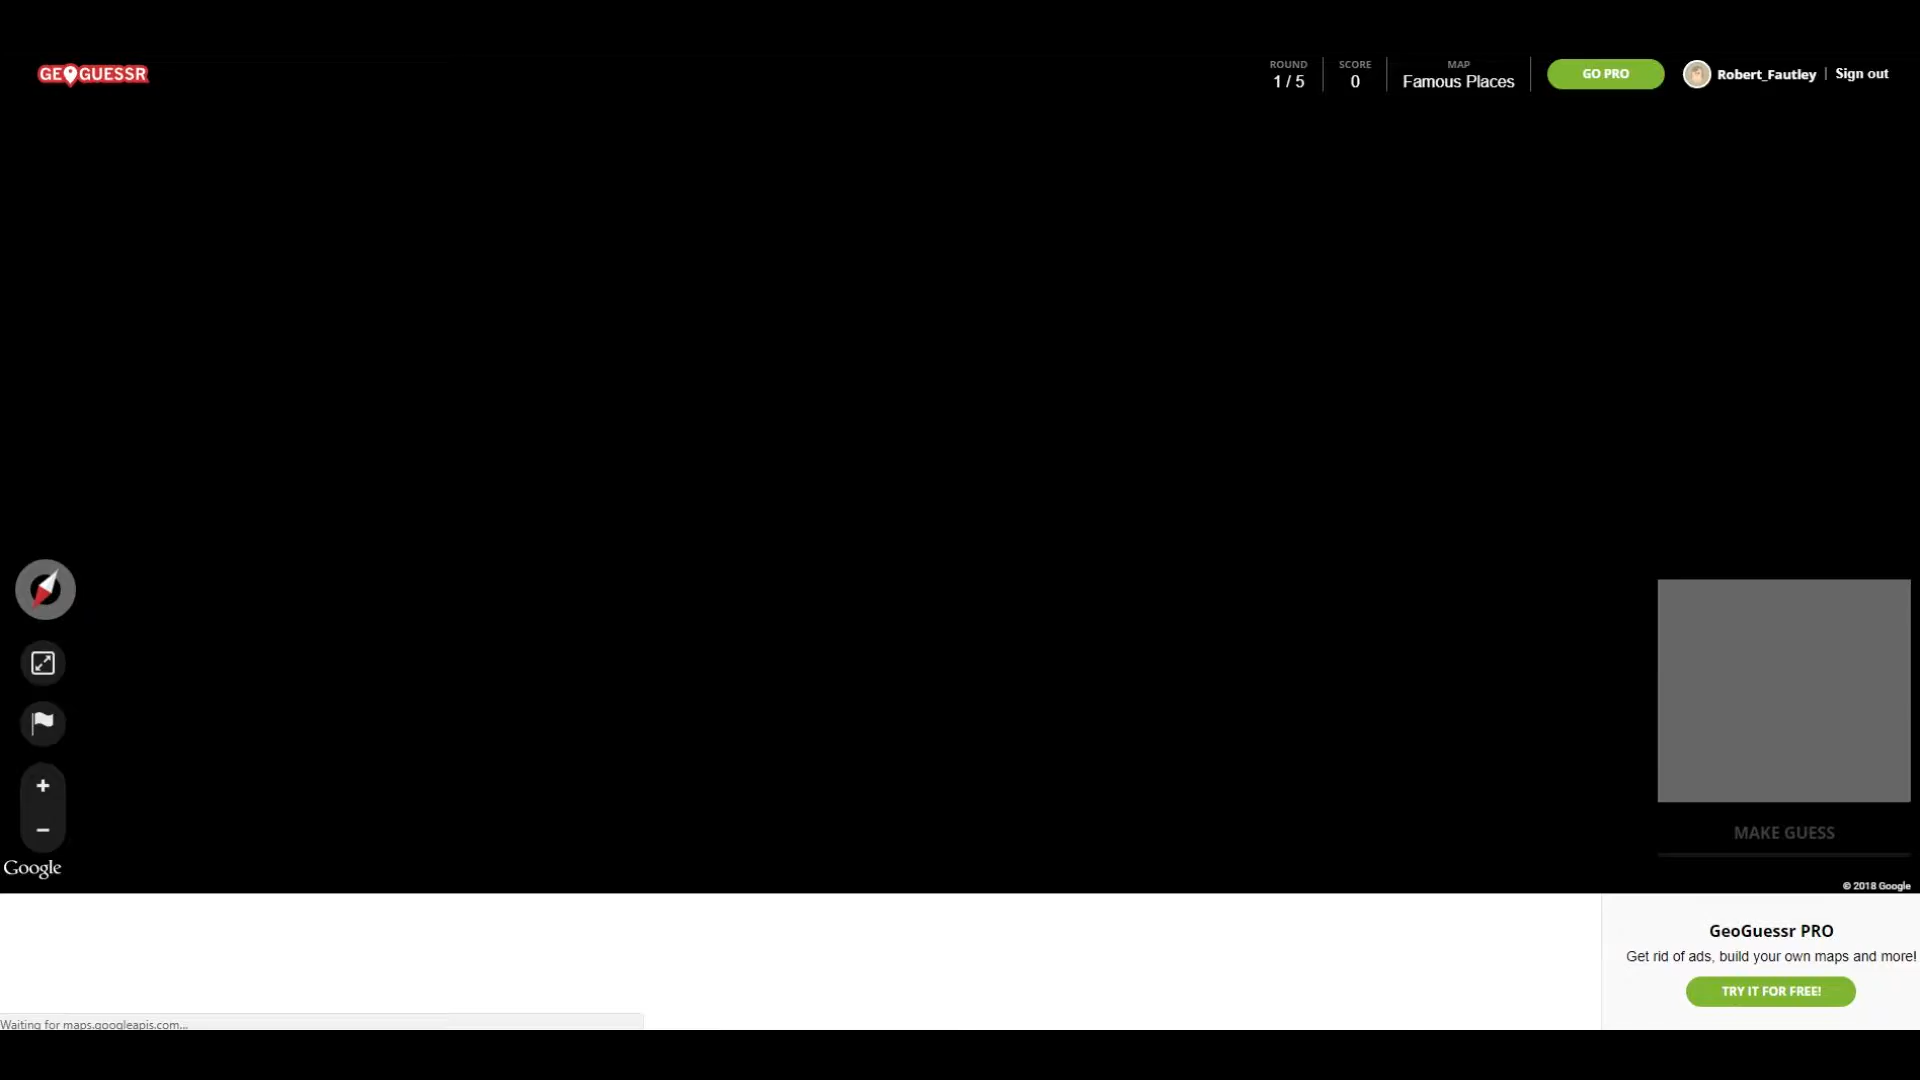 GEOGUESSR
ROUND
1 / 5
SCORE
0
MAP
Famous Places
GO PRO
Robert_Fautley | Sign out
+
−
Google
MAKE GUESS
© 2018 Google
GeoGuessr PRO
Get rid of ads, build your own maps and more!
TRY IT FOR FREE!
Waiting for maps.googleapis.com...